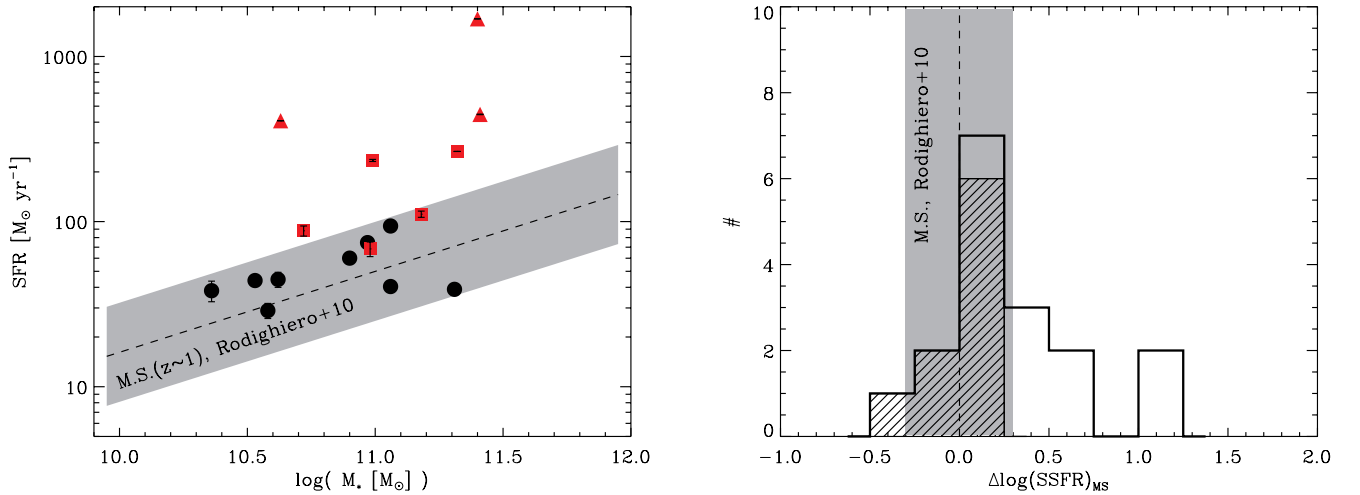 1000
100
10
SFR [M⊙ yr⁻¹]
M.S.(z~1), Rodighiero+10
10.0 10.5 11.0 11.5 12.0
log( M⋆ [M⊙] )
10
8
6
4
2
0
#
M.S., Rodighiero+10
−1.0 −0.5 0.0 0.5 1.0 1.5 2.0
Δlog(SSFR)MS